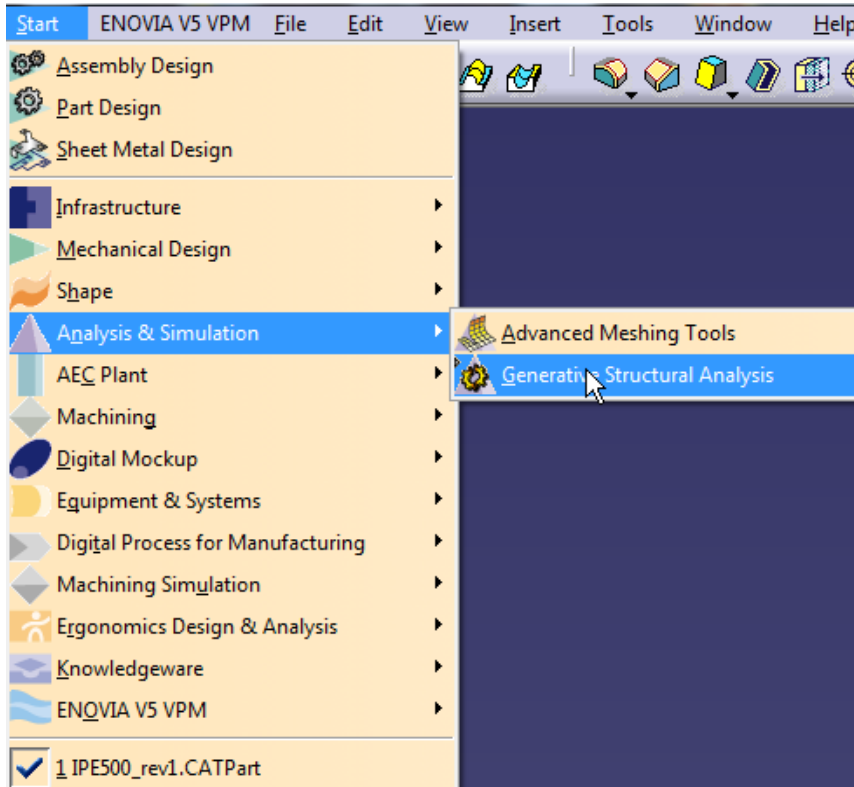 Start ENOVIA V5 VPM File Edit View Insert Tools Window Help
Assembly Design
Part Design
Sheet Metal Design
Infrastructure
Mechanical Design
Shape
Analysis & Simulation
Advanced Meshing Tools
Generative Structural Analysis
AEC Plant
Machining
Digital Mockup
Equipment & Systems
Digital Process for Manufacturing
Machining Simulation
Ergonomics Design & Analysis
Knowledgeware
ENOVIA V5 VPM
1 IPE500_rev1.CATPart